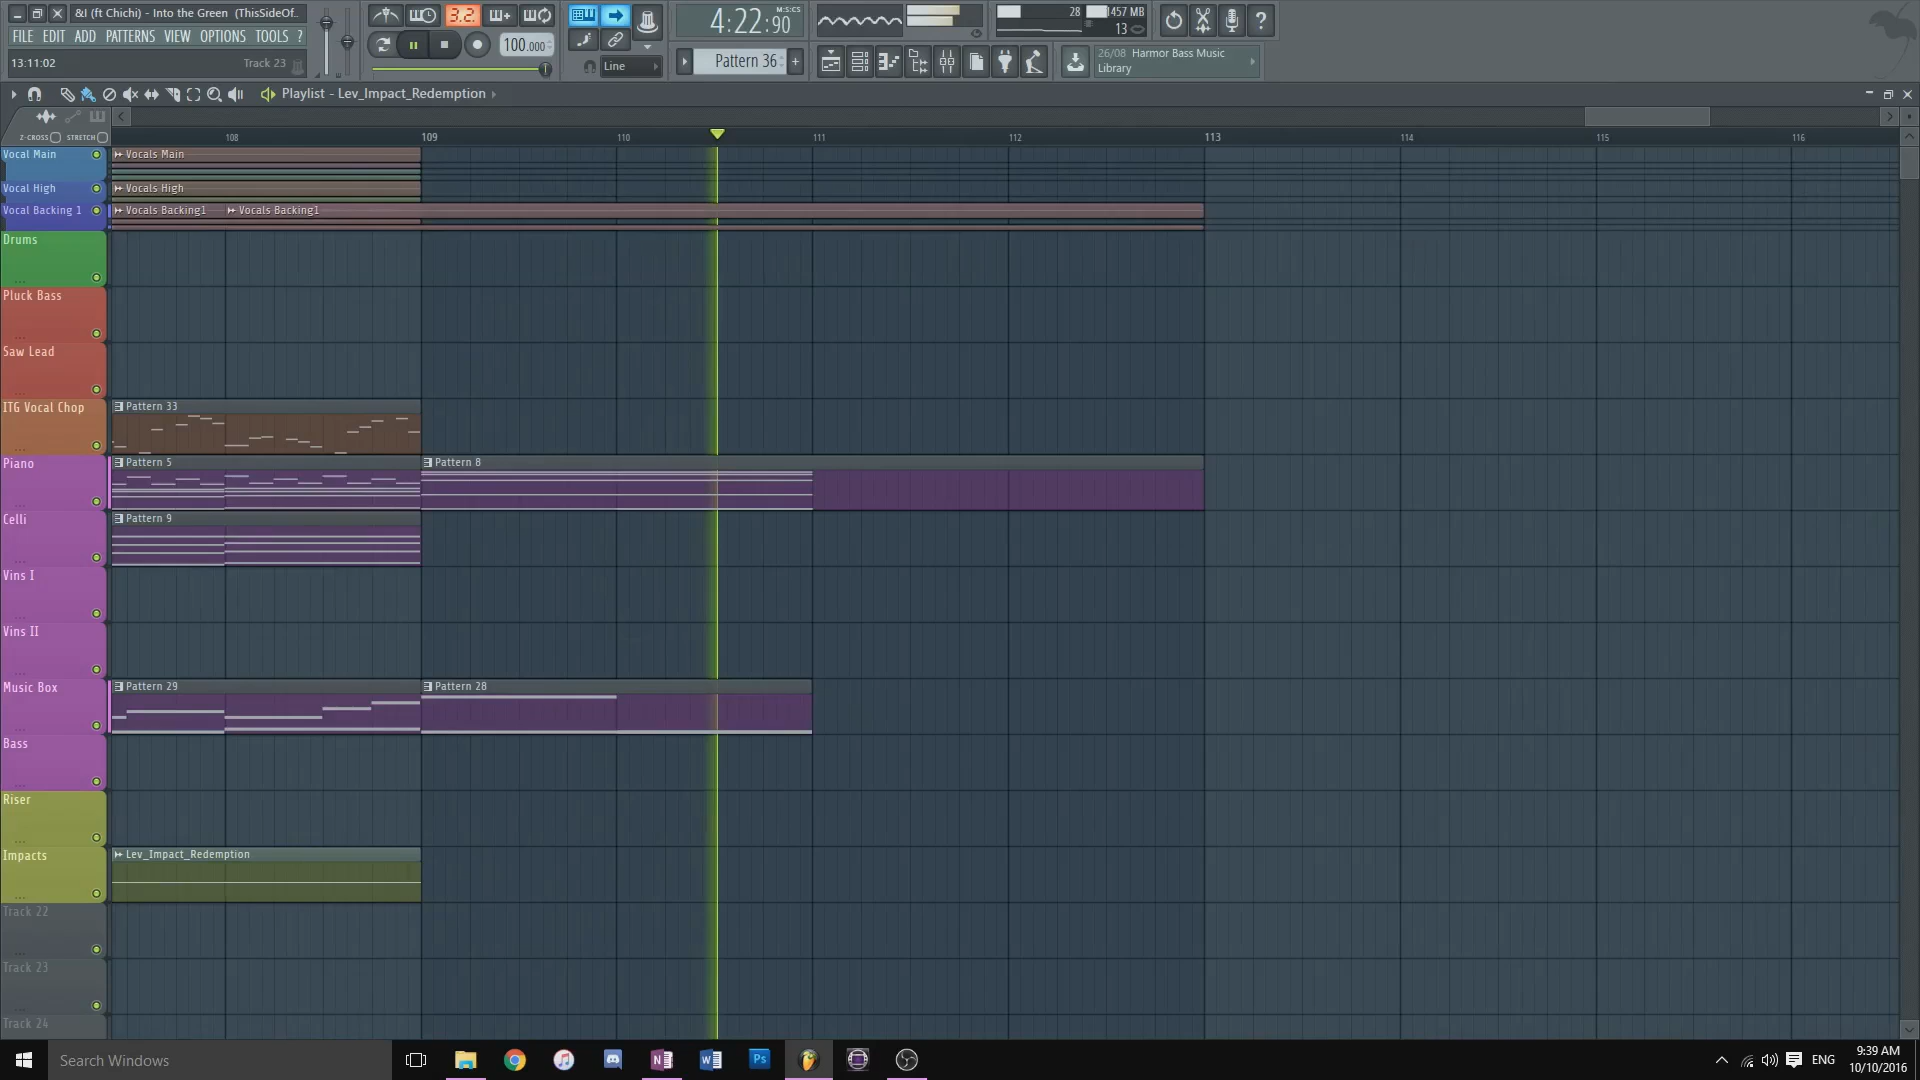 &I (ft Chichi) - Into the Green (ThisSideOf..
FILE EDIT ADD PATTERNS VIEW OPTIONS TOOLS ?
13:11:02 Track 23
3.2.
100.000
Line
4:22:90
M:S:CS
Pattern 36
28
1457 MB
13
26/08 Harmor Bass Music
Library
Playlist - Lev_Impact_Redemption
Z-CROSS STRETCH
108 109 110 111 112 113 114 115 116
Vocal Main
Vocals Main
Vocal High
Vocals High
Vocal Backing 1
Vocals Backing1
Vocals Backing1
Drums
Pluck Bass
Saw Lead
ITG Vocal Chop
Pattern 33
Piano
Pattern 5
Pattern 8
Celli
Pattern 9
Vlns I
Vlns II
Music Box
Pattern 29
Pattern 28
Bass
Riser
Impacts
Lev_Impact_Redemption
Track 22
Track 23
Track 24
Search Windows
N
W
Ps
ENG
9:39 AM
10/10/2016